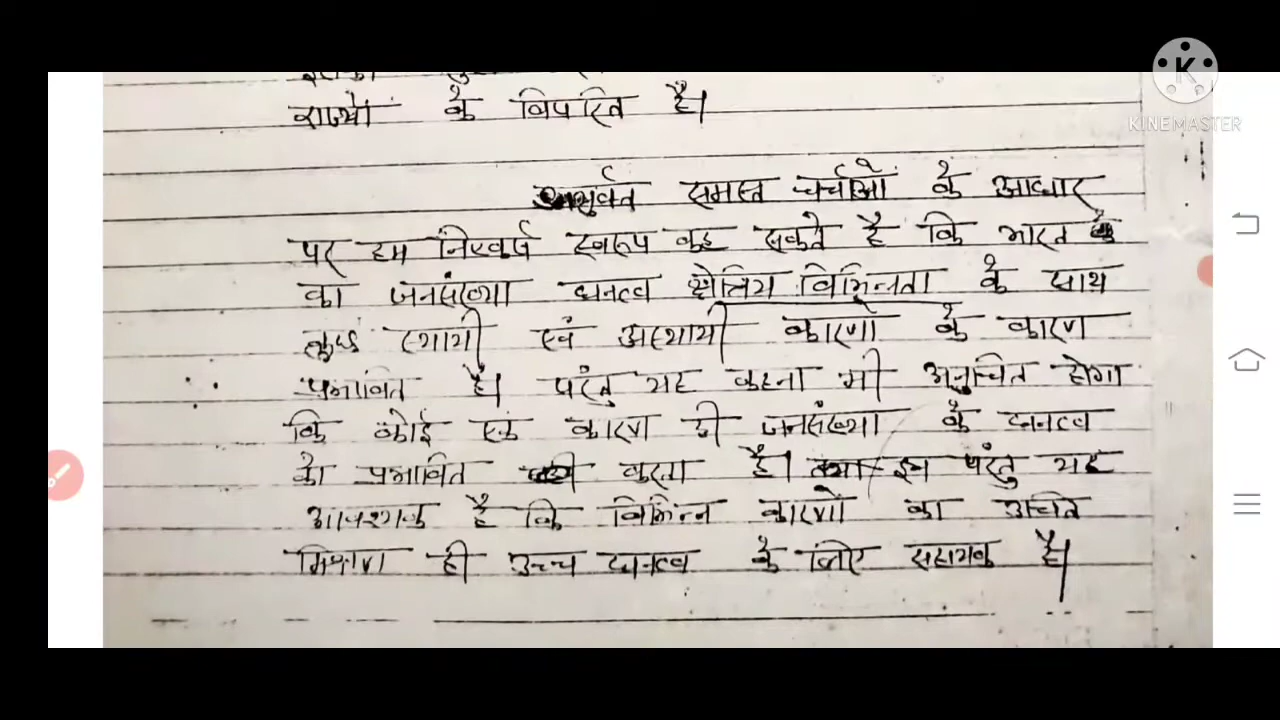 राज्यो के विपरित है।
KINEMASTER
समस्त चर्चाओं के आधार
पर हम निष्कर्ष स्वरूप कह सकते है कि भारत
का जनसंख्या घनत्व क्षेत्रिय विभिन्नता के साथ
कुछ स्थायी एवं अस्थायी कारणो के कारण
प्रभावित है। परंतु यह कहना भी अनुचित होगा
कि कोई एक कारण ही जनसंख्या के घनत्व
को प्रभावित करता है। परंतु यह
आवश्यक है कि विभिन्न कारणो का उचित
मिश्रण ही उच्च घनत्व के लिए सहायक है।